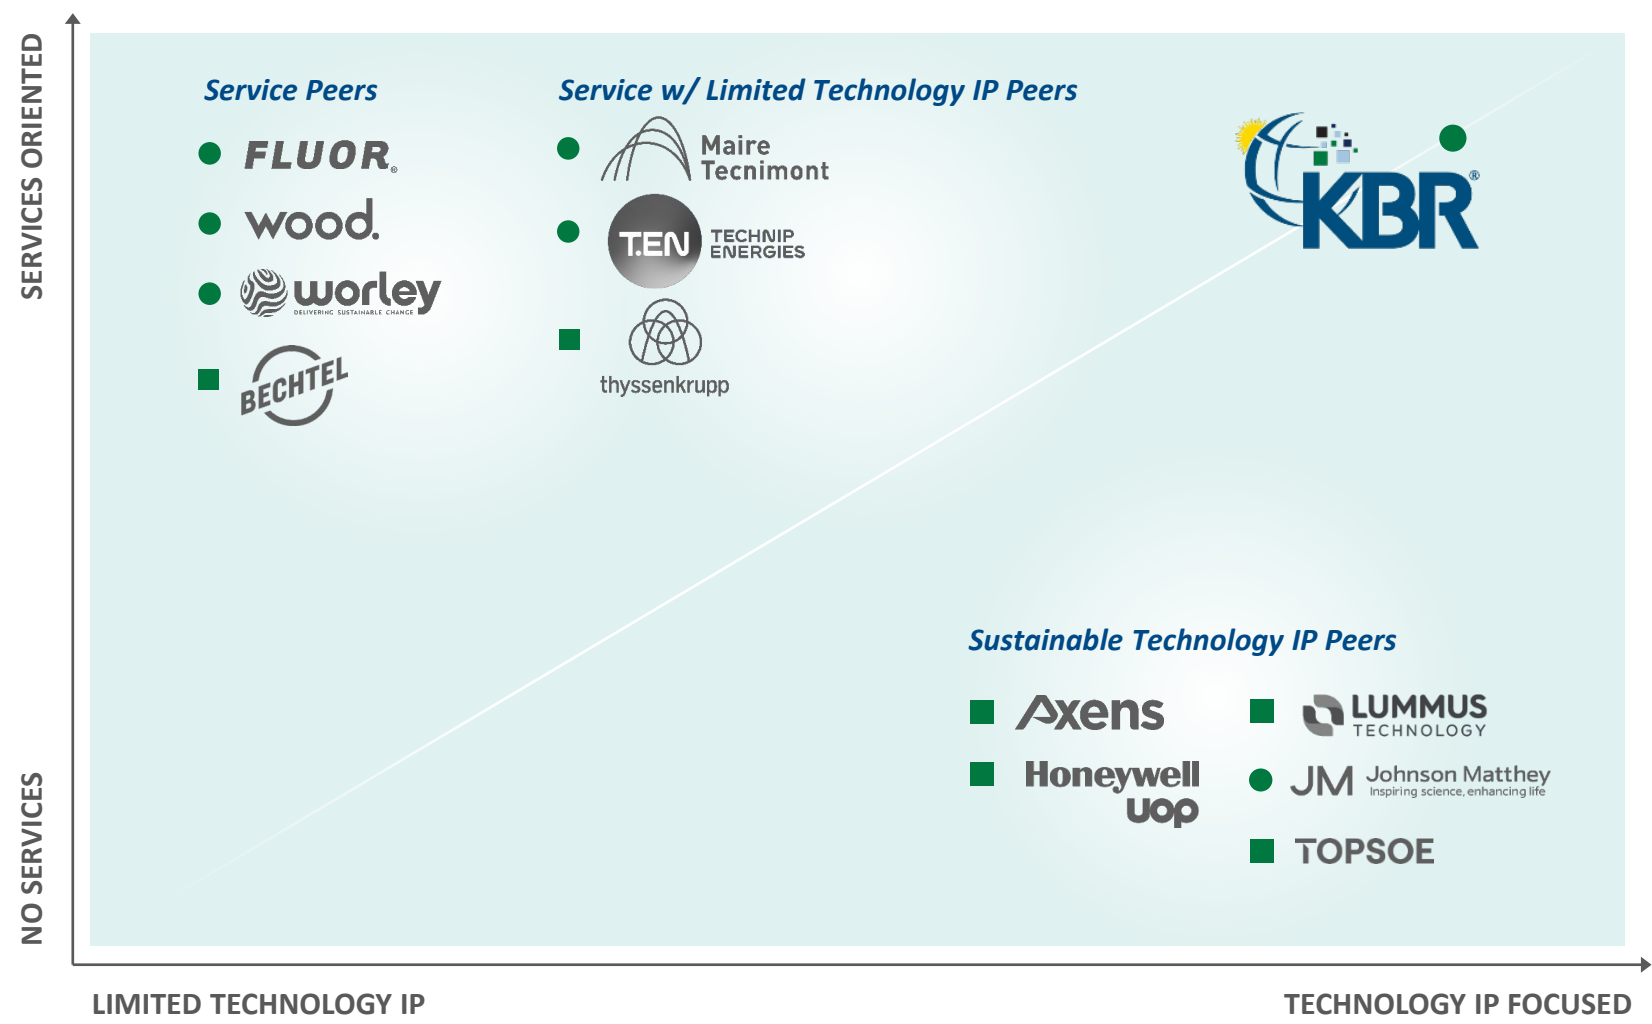 SERVICES ORIENTED
NO SERVICES
Service Peers
FLUOR®
wood.
worley
DELIVERING SUSTAINABLE CHANGE
BECHTEL
Service w/ Limited Technology IP Peers
Maire
Tecnimont
T.EN
TECHNIP
ENERGIES
thyssenkrupp
KBR®
Sustainable Technology IP Peers
Axens
Honeywell
uop
LUMMUS
TECHNOLOGY
JM Johnson Matthey
Inspiring science, enhancing life
TOPSOE
LIMITED TECHNOLOGY IP
TECHNOLOGY IP FOCUSED